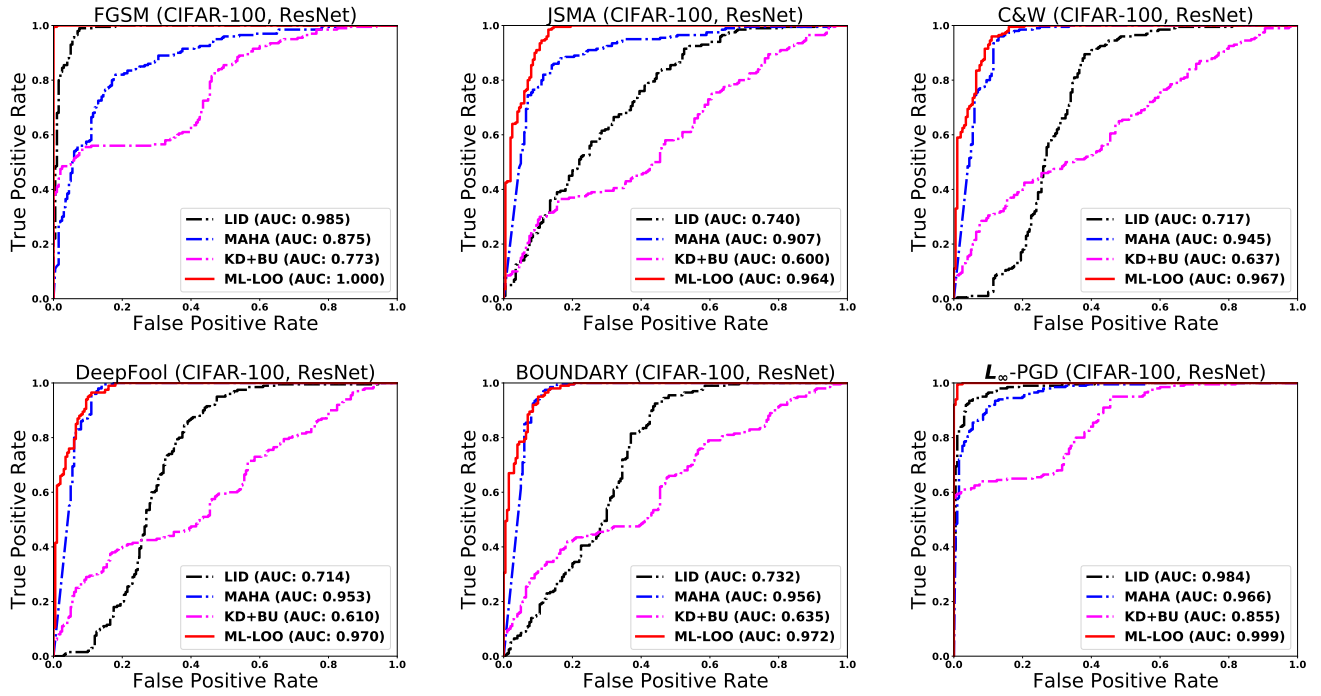 FGSM (CIFAR-100, ResNet)
True Positive Rate
1.0
0.8
0.6
0.4
0.2
0.0
LID (AUC: 0.985)
MAHA (AUC: 0.875)
KD+BU (AUC: 0.773)
ML-LOO (AUC: 1.000)
0.0 0.2 0.4 0.6 0.8 1.0
False Positive Rate
JSMA (CIFAR-100, ResNet)
True Positive Rate
1.0
0.8
0.6
0.4
0.2
0.0
LID (AUC: 0.740)
MAHA (AUC: 0.907)
KD+BU (AUC: 0.600)
ML-LOO (AUC: 0.964)
0.0 0.2 0.4 0.6 0.8 1.0
False Positive Rate
C&W (CIFAR-100, ResNet)
True Positive Rate
1.0
0.8
0.6
0.4
0.2
0.0
LID (AUC: 0.717)
MAHA (AUC: 0.945)
KD+BU (AUC: 0.637)
ML-LOO (AUC: 0.967)
0.0 0.2 0.4 0.6 0.8 1.0
False Positive Rate
DeepFool (CIFAR-100, ResNet)
True Positive Rate
1.0
0.8
0.6
0.4
0.2
0.0
LID (AUC: 0.714)
MAHA (AUC: 0.953)
KD+BU (AUC: 0.610)
ML-LOO (AUC: 0.970)
0.0 0.2 0.4 0.6 0.8 1.0
False Positive Rate
BOUNDARY (CIFAR-100, ResNet)
True Positive Rate
1.0
0.8
0.6
0.4
0.2
0.0
LID (AUC: 0.732)
MAHA (AUC: 0.956)
KD+BU (AUC: 0.635)
ML-LOO (AUC: 0.972)
0.0 0.2 0.4 0.6 0.8 1.0
False Positive Rate
L∞-PGD (CIFAR-100, ResNet)
True Positive Rate
1.0
0.8
0.6
0.4
0.2
0.0
LID (AUC: 0.984)
MAHA (AUC: 0.966)
KD+BU (AUC: 0.855)
ML-LOO (AUC: 0.999)
0.0 0.2 0.4 0.6 0.8 1.0
False Positive Rate